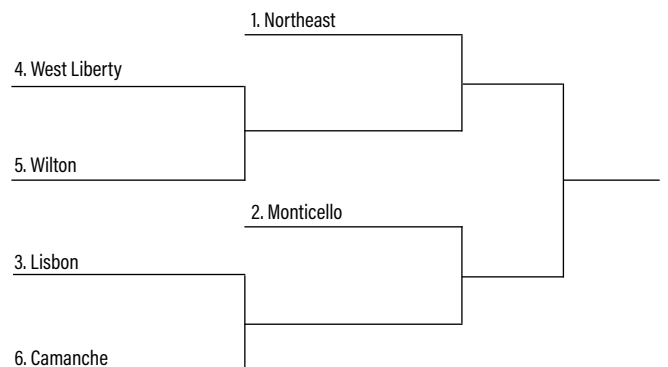 1. Northeast
4. West Liberty
5. Wilton
2. Monticello
3. Lisbon
6. Camanche